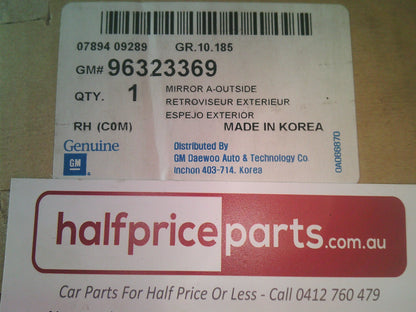 07894 09289 GR.10.185
GM# 96323369
QTY. 1 MIRROR A-OUTSIDE
RETROVISEUR EXTERIEUR
ESPEJO EXTERIOR
RH (COM) MADE IN KOREA
Genuine Distributed By
GM GM Daewoo Auto & Technology Co.
Inchon 403-714. Korea
0AD88870
halfpriceparts.com.au
Car Parts For Half Price Or Less - Call 0412 760 479